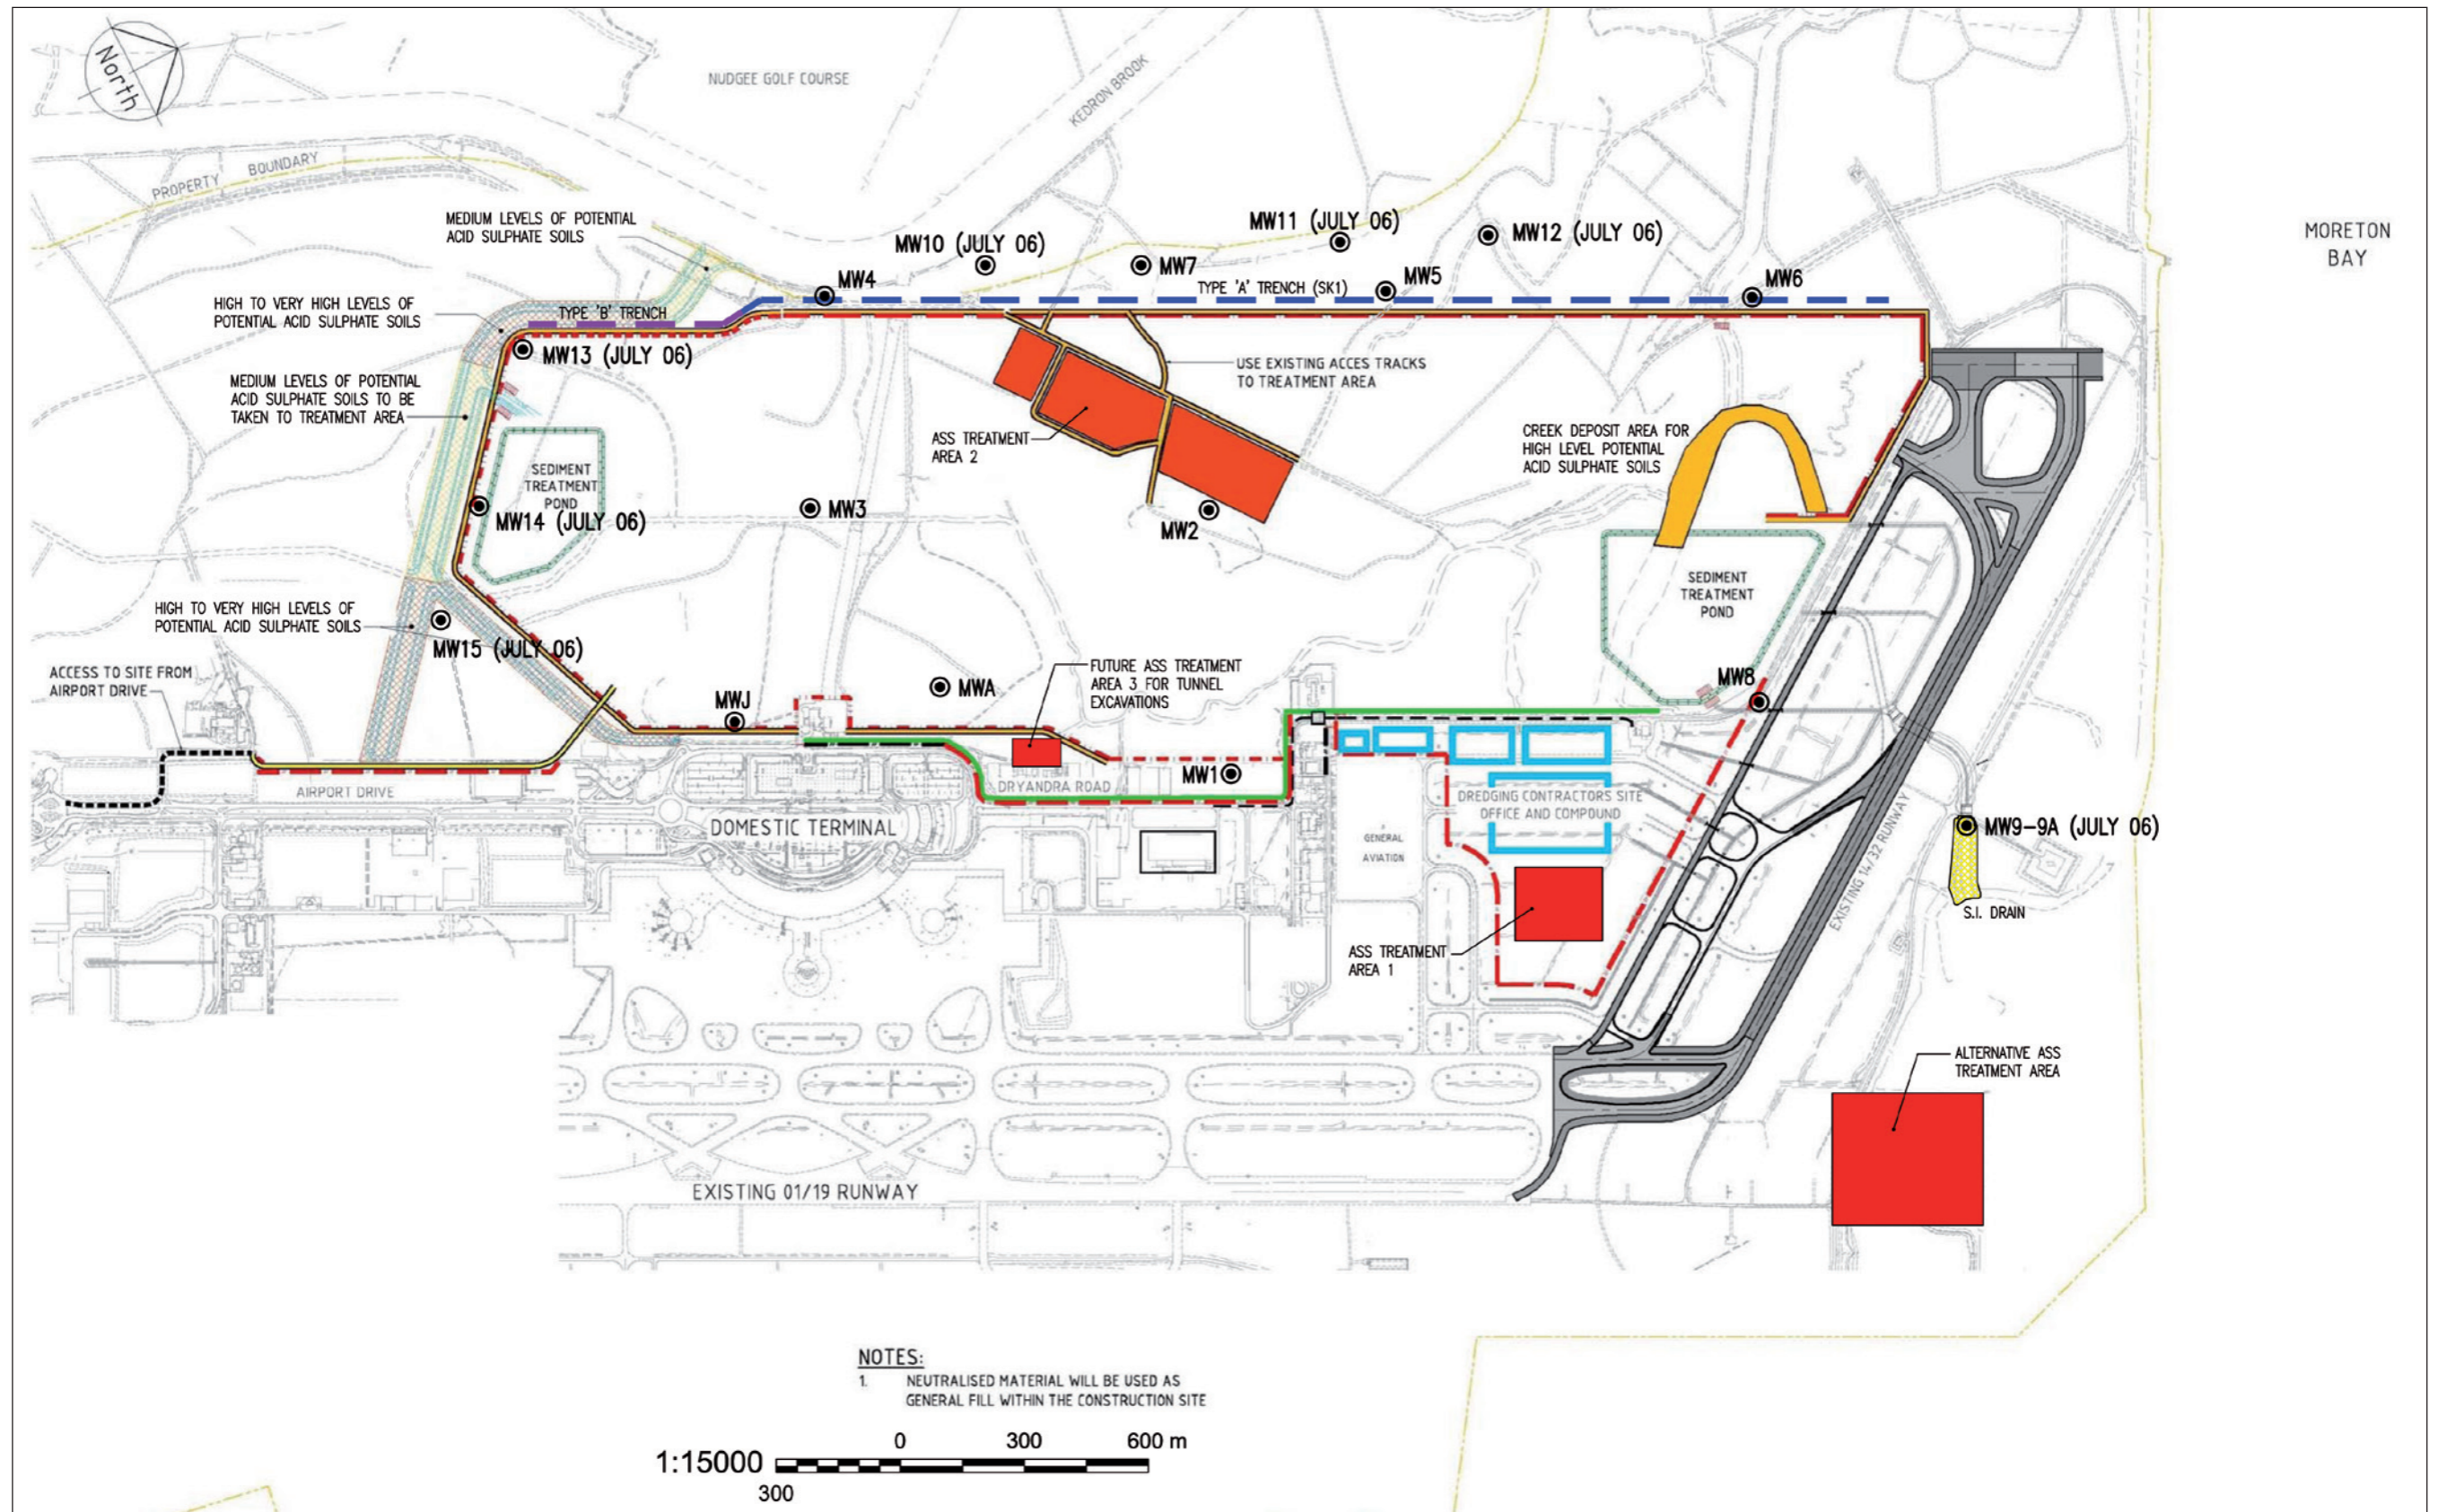 North
NUDGEE GOLF COURSE
KEDRON BROOK
PROPERTY BOUNDARY
MORETON
BAY
MEDIUM LEVELS OF POTENTIAL
ACID SULPHATE SOILS
MW10 (JULY 06)
MW7
MW11 (JULY 06)
MW12 (JULY 06)
MW4
TYPE 'A' TRENCH (SK1)
MW5
MW6
HIGH TO VERY HIGH LEVELS OF
POTENTIAL ACID SULPHATE SOILS
TYPE 'B' TRENCH
MW13 (JULY 06)
USE EXISTING ACCES TRACKS
TO TREATMENT AREA
MEDIUM LEVELS OF POTENTIAL
ACID SULPHATE SOILS TO BE
TAKEN TO TREATMENT AREA
ASS TREATMENT
AREA 2
CREEK DEPOSIT AREA FOR
HIGH LEVEL POTENTIAL
ACID SULPHATE SOILS
SEDIMENT
TREATMENT
POND
MW14 (JULY 06)
MW3
MW2
SEDIMENT
TREATMENT
POND
HIGH TO VERY HIGH LEVELS OF
POTENTIAL ACID SULPHATE SOILS
MW15 (JULY 06)
ACCESS TO SITE FROM
AIRPORT DRIVE
MWJ
MWA
FUTURE ASS TREATMENT
AREA 3 FOR TUNNEL
EXCAVATIONS
MW8
MW1
AIRPORT DRIVE
DRYANDRA ROAD
DOMESTIC TERMINAL
GENERAL
AVIATION
DREDGING CONTRACTORS SITE
OFFICE AND COMPOUND
EXISTING 14/32 RUNWAY
MW9-9A (JULY 06)
S.I. DRAIN
ASS TREATMENT
AREA 1
ALTERNATIVE ASS
TREATMENT AREA
EXISTING 01/19 RUNWAY
NOTES:
1. NEUTRALISED MATERIAL WILL BE USED AS
GENERAL FILL WITHIN THE CONSTRUCTION SITE
0 300 600 m
1:15000
300